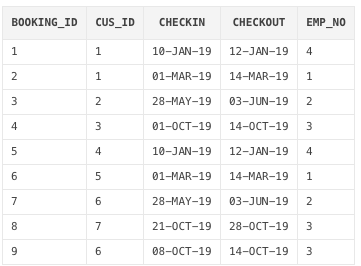 BOOKING_ID CUS_ID CHECKIN CHECKOUT EMP_NO
1 1 10-JAN-19 12-JAN-19 4
2 1 01-MAR-19 14-MAR-19 1
3 2 28-MAY-19 03-JUN-19 2
4 3 01-OCT-19 14-OCT-19 3
5 4 10-JAN-19 12-JAN-19 4
6 5 01-MAR-19 14-MAR-19 1
7 6 28-MAY-19 03-JUN-19 2
8 7 21-OCT-19 28-OCT-19 3
9 6 08-OCT-19 14-OCT-19 3